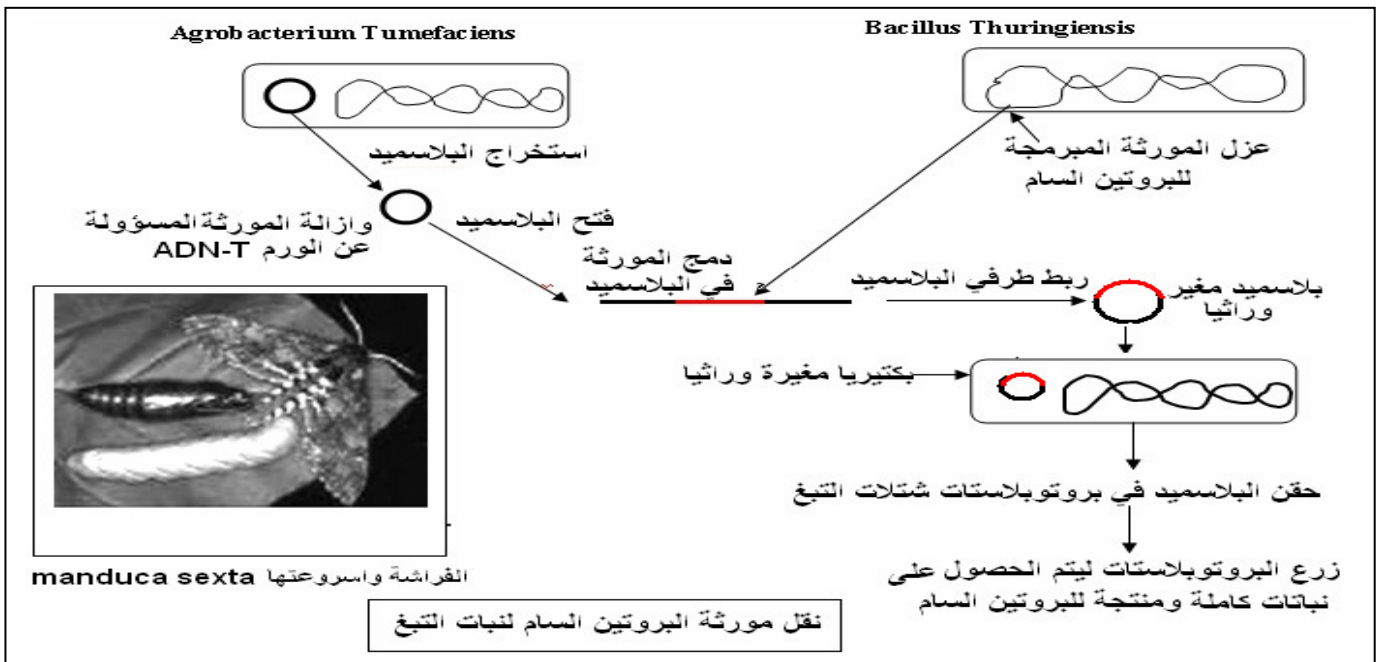 Agrobacterium Tumefaciens
Bacillus Thuringiensis
استخراج البلاسميد
عزل المورثة المبرمجة
للبروتين السام
فتح البلاسميد
وازالة المورثة المسؤولة
عن الورم ADN-T
دمج المورثة
في البلاسميد
ربط طرفي البلاسميد
بلاسميد مغير
وراثيا
بكتيريا مغيرة وراثيا
حقن البلاسميد في بروتوبلاستات شتلات التبغ
زرع البروتوبلاستات ليتم الحصول على
نباتات كاملة ومنتجة للبروتين السام
الفراشة واسروعتها manduca sexta
نقل مورثة البروتين السام لنبات التبغ